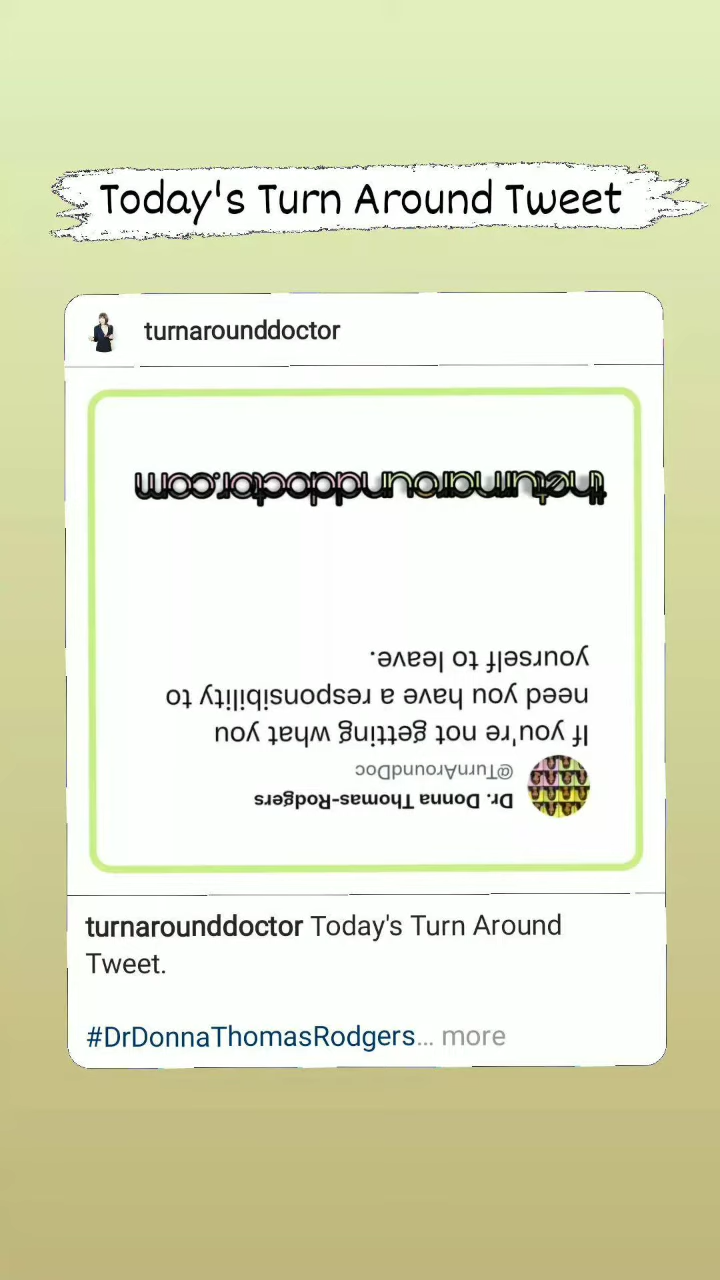 Today's Turn Around Tweet
turnarounddoctor
Dr. Donna Thomas-Rodgers
@TurnAroundDoc
If you're not getting what you
need you have a responsibility to
yourself to leave.
theturnarounddoctor.com
turnarounddoctor Today's Turn Around
Tweet.
#DrDonnaThomasRodgers... more